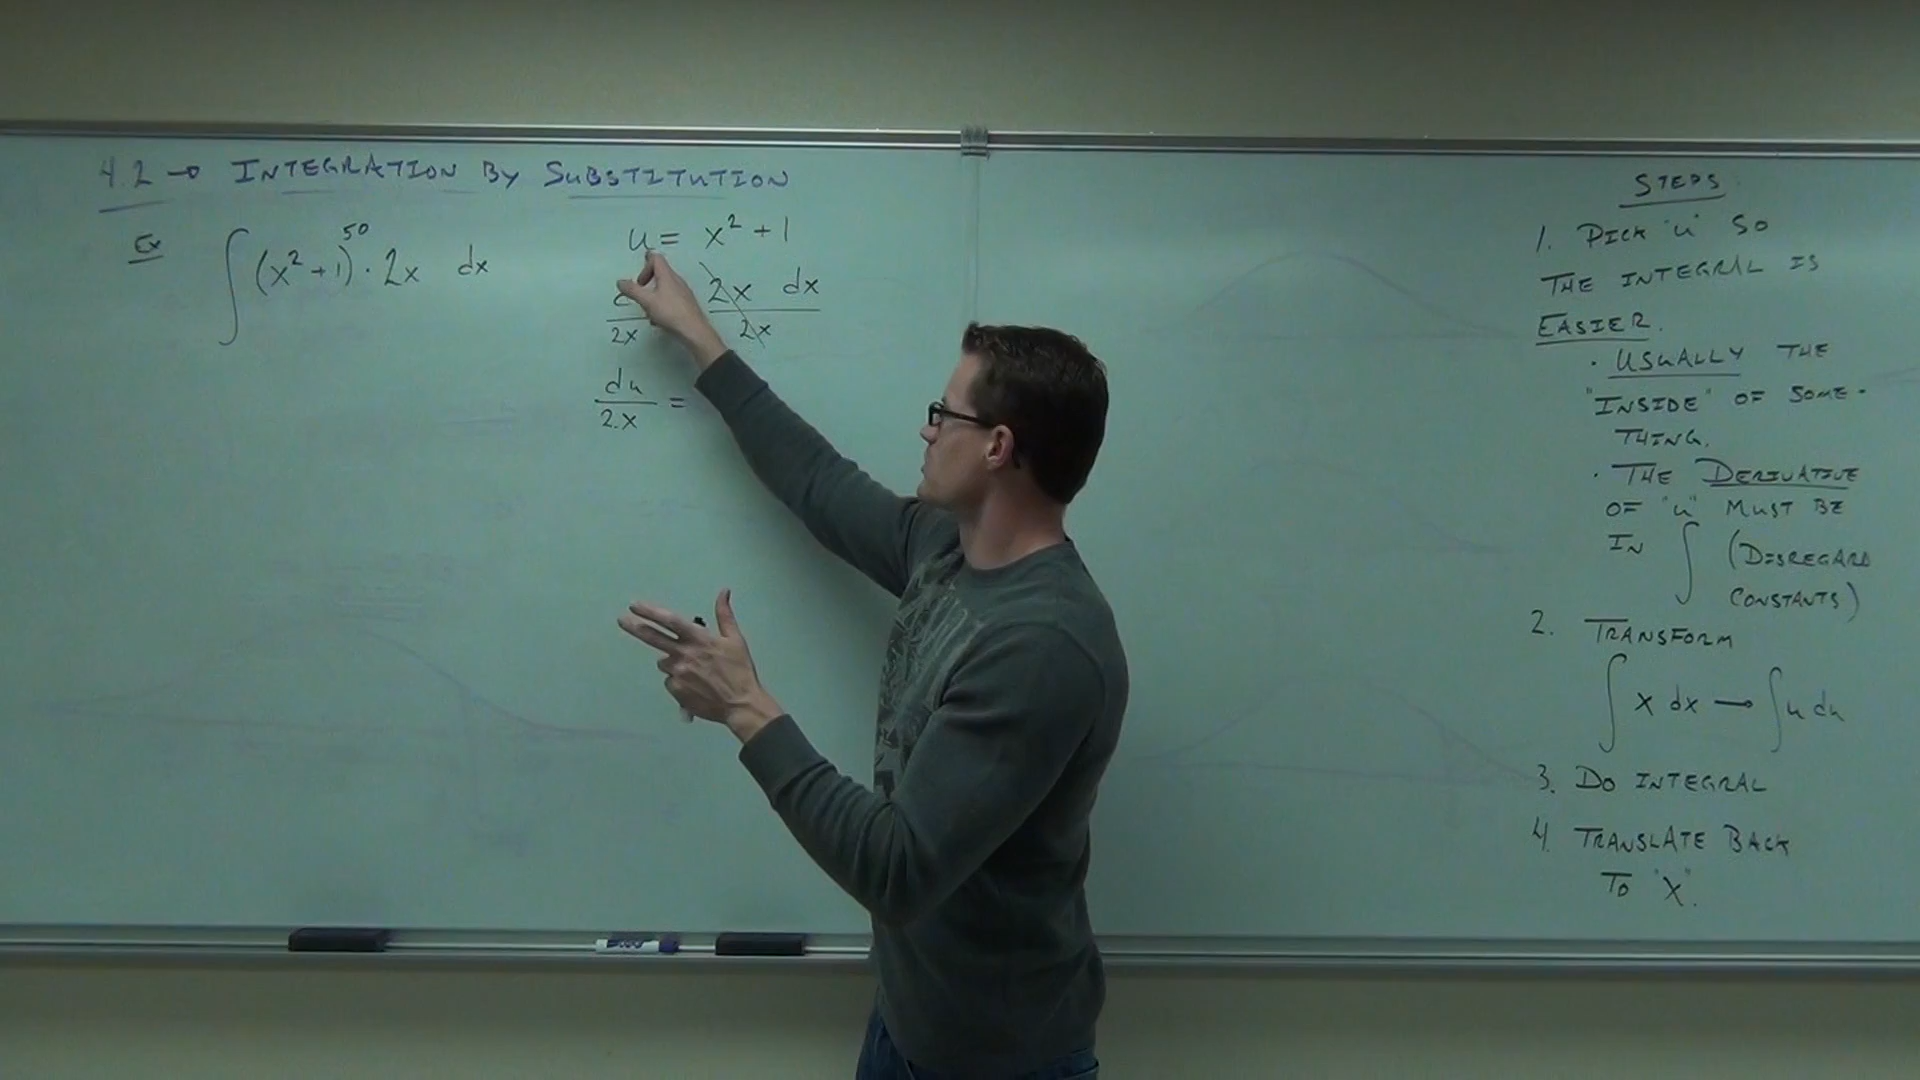 4.2 → INTEGRATION BY SUBSTITUTION
Ex ∫(x²+1)⁵⁰ · 2x dx
u = x² + 1
2x dx
2x 2x
du
2x =
STEPS
1. PICK "u" SO
THE INTEGRAL IS
EASIER.
· USUALLY THE
"INSIDE" OF SOME-
THING.
· THE DERIVATIVE
OF "u" MUST BE
IN ∫ (DISREGARD
CONSTANTS)
2. TRANSFORM
∫ x dx → ∫ u du
3. DO INTEGRAL
4. TRANSLATE BACK
TO "X".